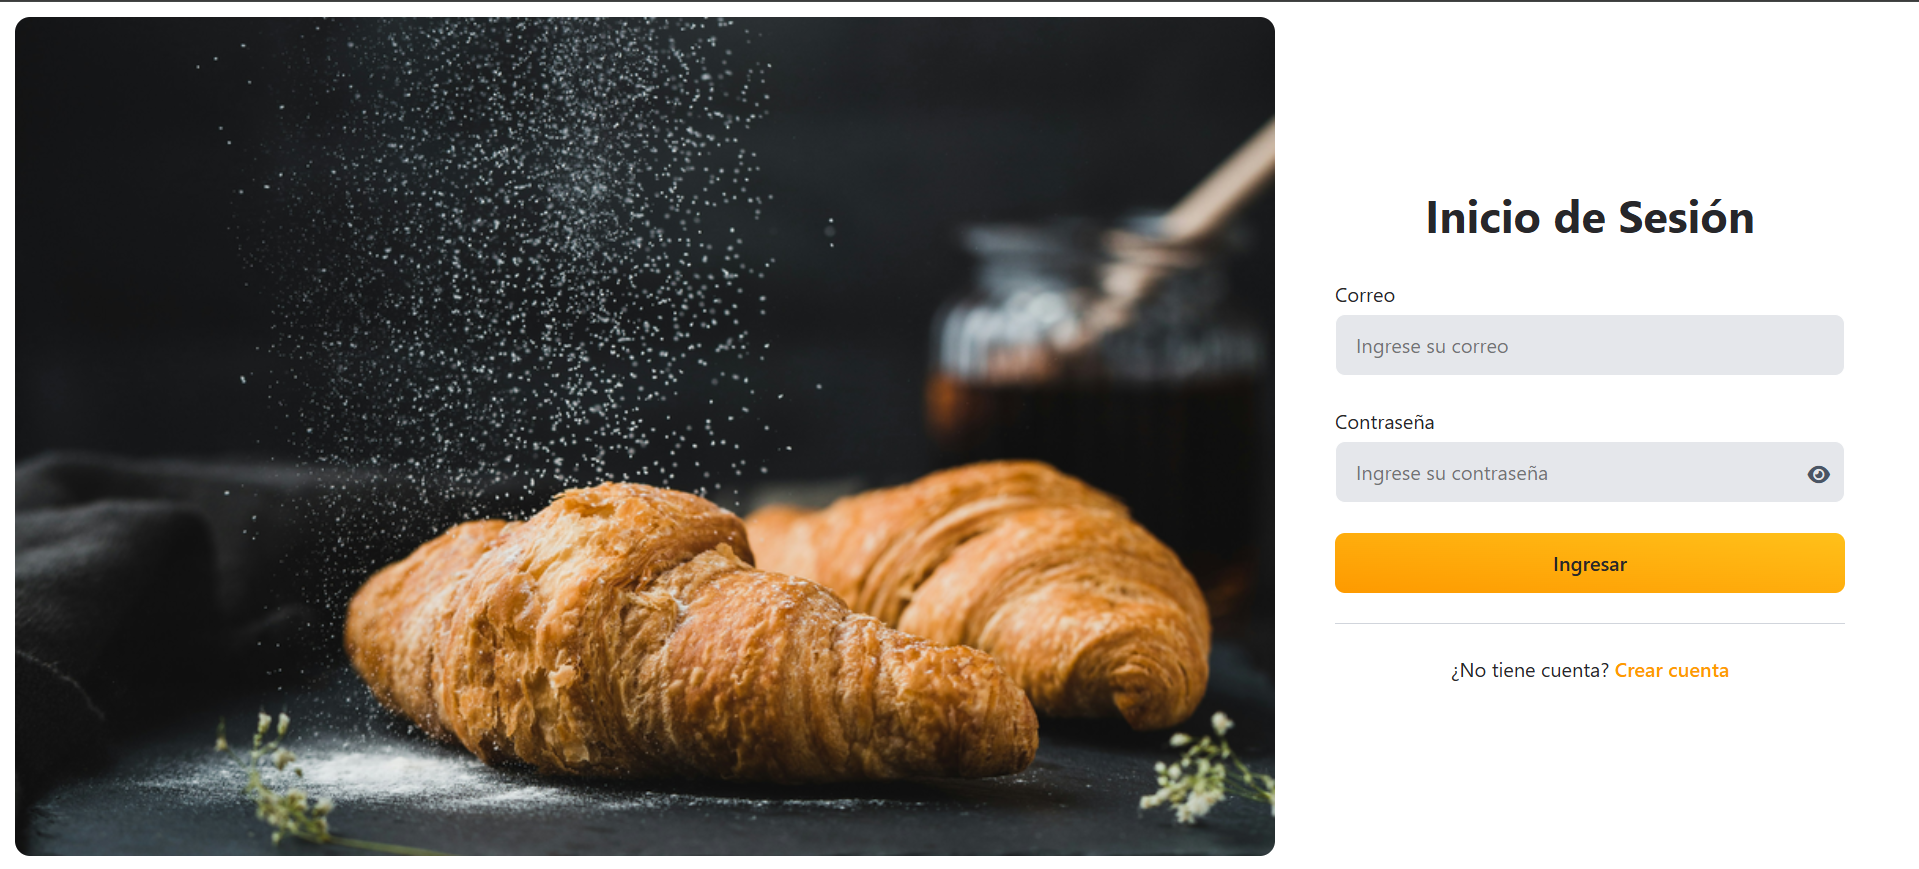 Inicio de Sesión
Correo
Ingrese su correo
Contraseña
Ingrese su contraseña
Ingresar
¿No tiene cuenta? Crear cuenta